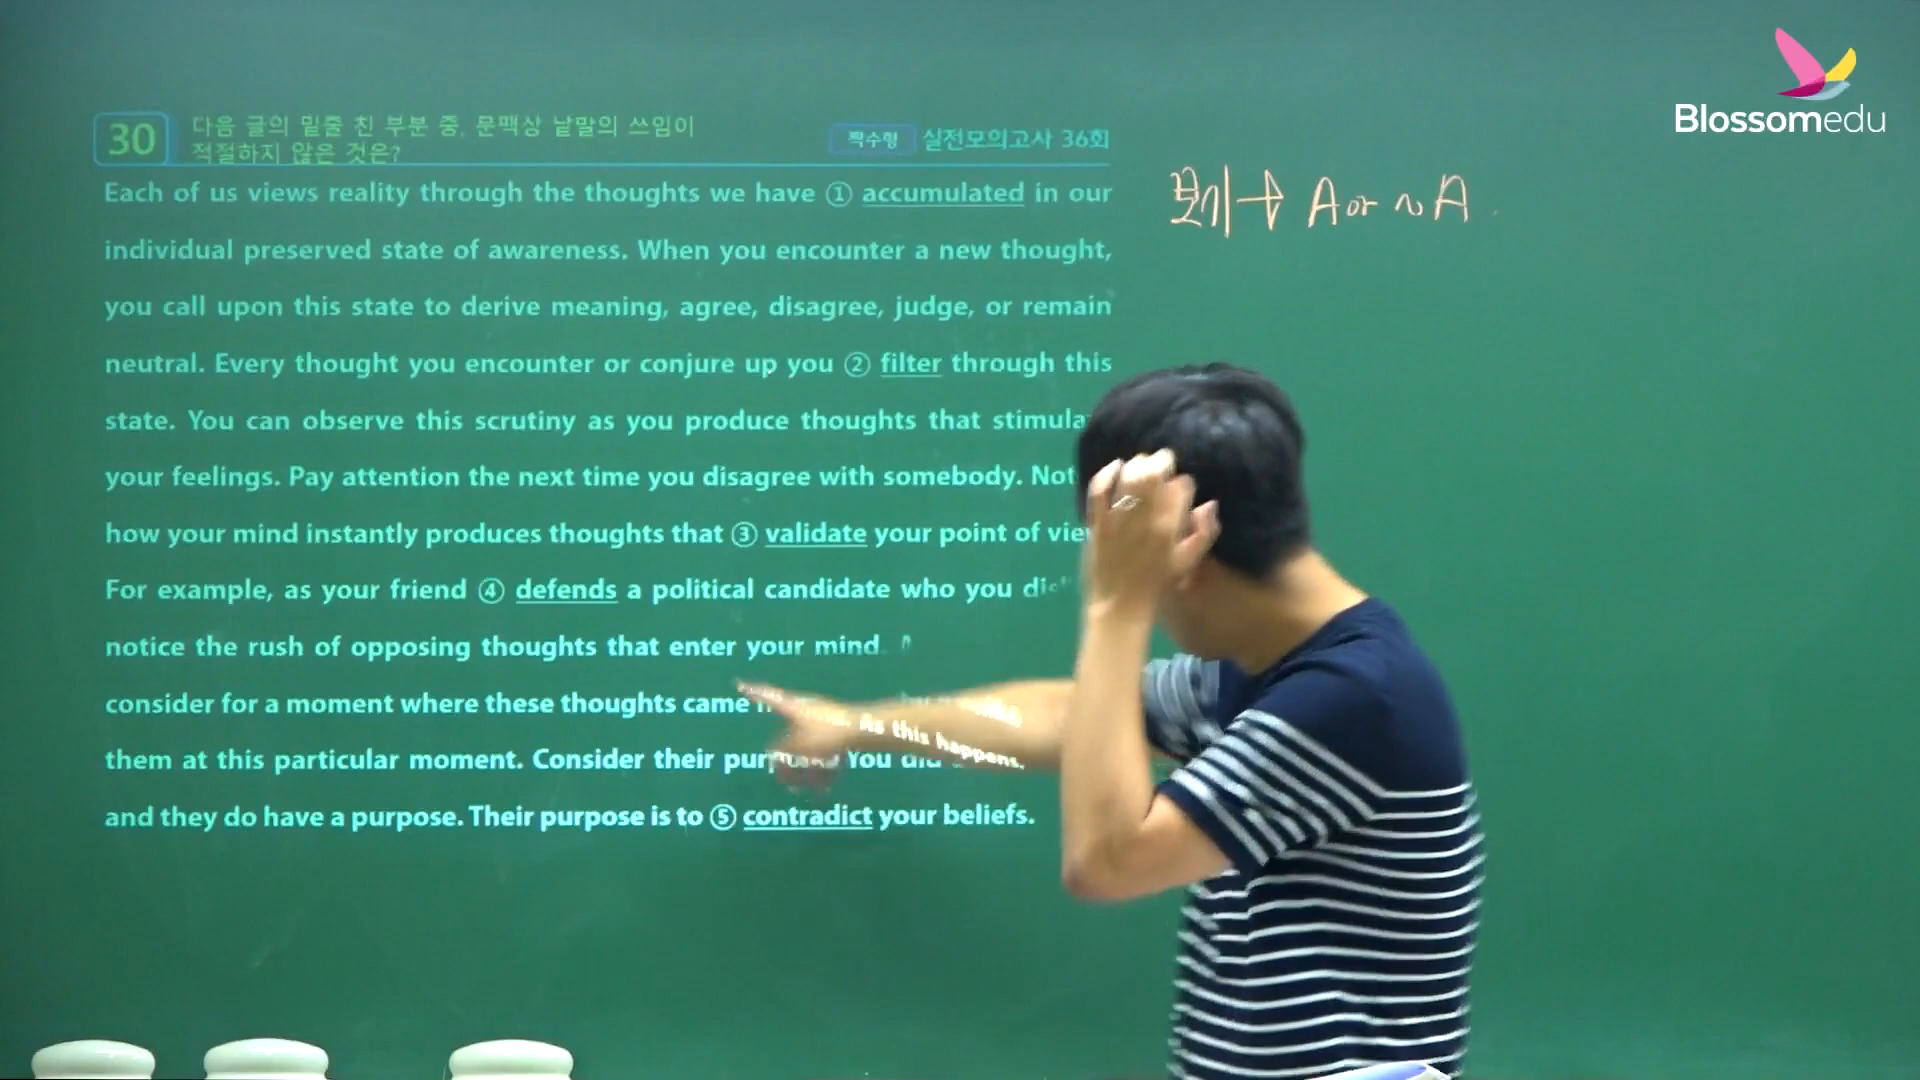 Blossomedu
30 다음 글의 밑줄 친 부분 중, 문맥상 낱말의 쓰임이
적절하지 않은 것은?
짝수형 실전모의고사 36회
Each of us views reality through the thoughts we have ① accumulated in our
individual preserved state of awareness. When you encounter a new thought,
you call upon this state to derive meaning, agree, disagree, judge, or remain
neutral. Every thought you encounter or conjure up you ② filter through this
state. You can observe this scrutiny as you produce thoughts that
your feelings. Pay attention the next time you disagree with somebody.
how your mind instantly produces thoughts that ③ validate your point of
For example, as your friend ④ defends a political candidate who you
notice the rush of opposing thoughts that enter your mind.
As this happens,
consider for a moment where these thoughts came
them at this particular moment. Consider their You
and they do have a purpose. Their purpose is to ⑤ contradict your beliefs.
보기 → A or ~A